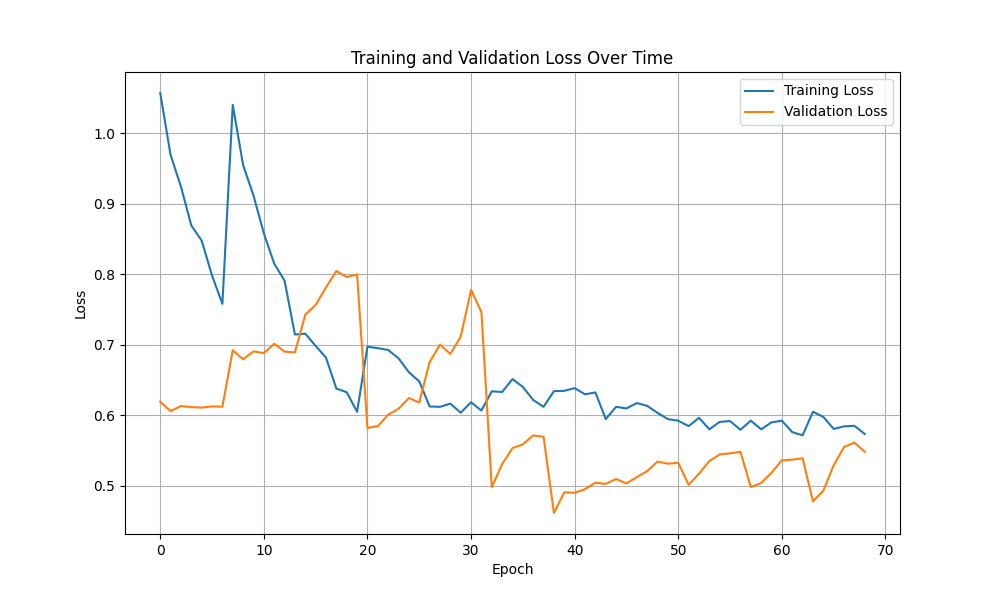 Training and Validation Loss Over Time
Training Loss
Validation Loss
Loss
1.0
0.9
0.8
0.7
0.6
0.5
0 10 20 30 40 50 60 70
Epoch